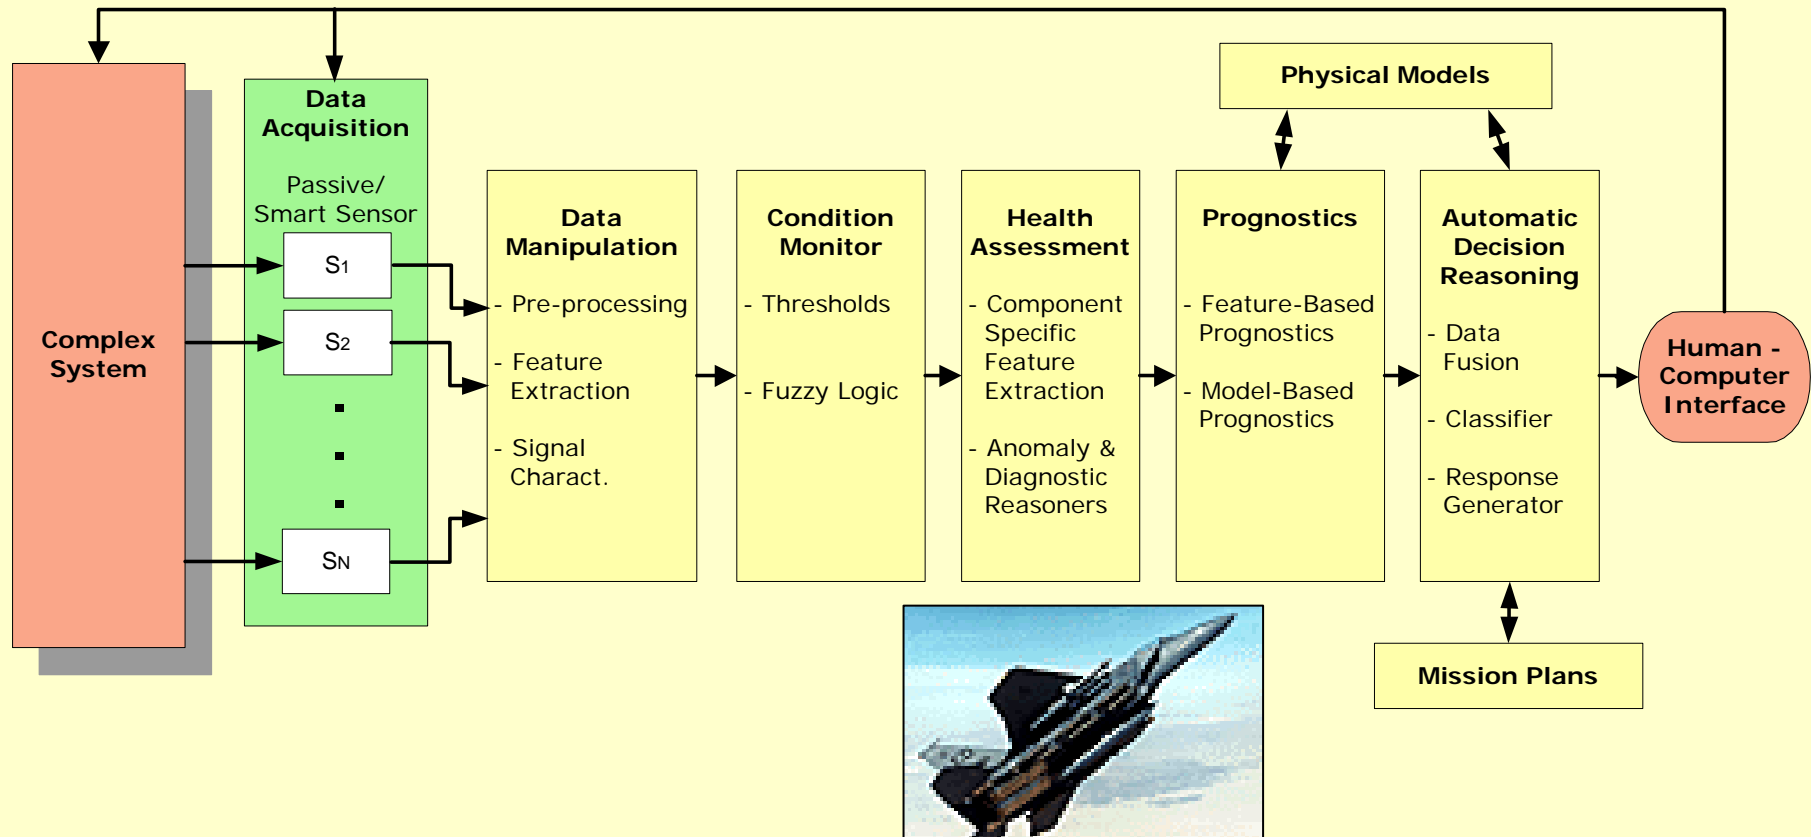 Complex
System
Data
Acquisition
Passive/
Smart Sensor
S1
S2
SN
Data
Manipulation
- Pre-processing
- Feature
Extraction
- Signal
Charact.
Condition
Monitor
- Thresholds
- Fuzzy Logic
Health
Assessment
- Component
Specific
Feature
Extraction
- Anomaly &
Diagnostic
Reasoners
Physical Models
Prognostics
- Feature-Based
Prognostics
- Model-Based
Prognostics
Automatic
Decision
Reasoning
- Data
Fusion
- Classifier
- Response
Generator
Mission Plans
Human -
Computer
Interface